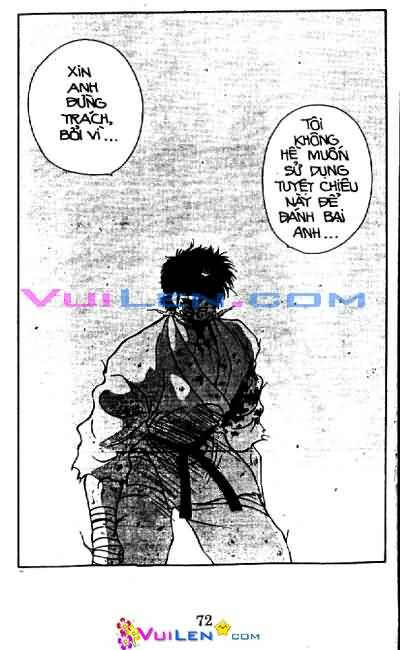 XIN
ANH
ĐỪNG
TRÁCH,
BỞI VÌ...
TÔI
KHÔNG
HỀ MUỐN
SỬ DỤNG
TUYỆT CHIÊU
NÀY ĐỂ
ĐÁNH BẠI
ANH...
VUILEN.COM
72
VUILEN.COM